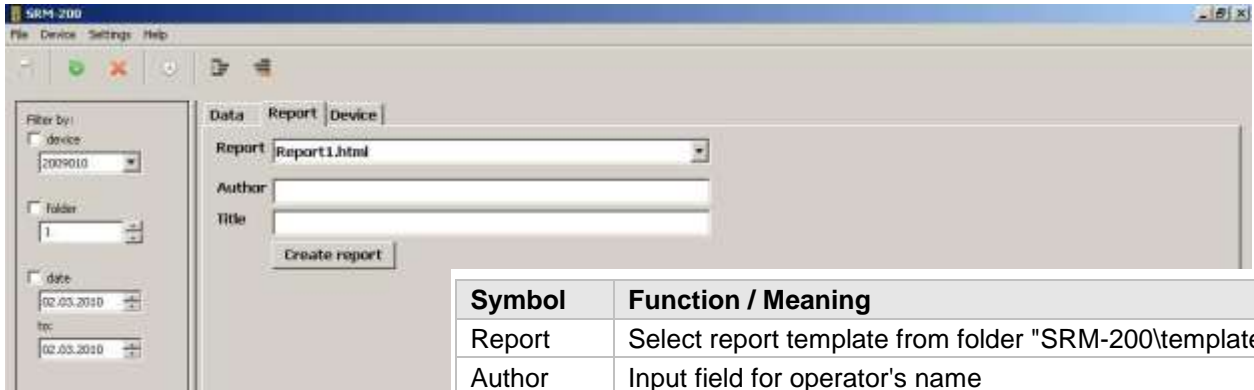 SRM-200
File Device Settings Help
Filter by:
device
2009010
folder
1
date
02.03.2010
to:
02.03.2010
Data Report Device
Report Report1.html
Author
Title
Create report
Symbol Function / Meaning
Report Select report template from folder "SRM-200\template
Author Input field for operator's name